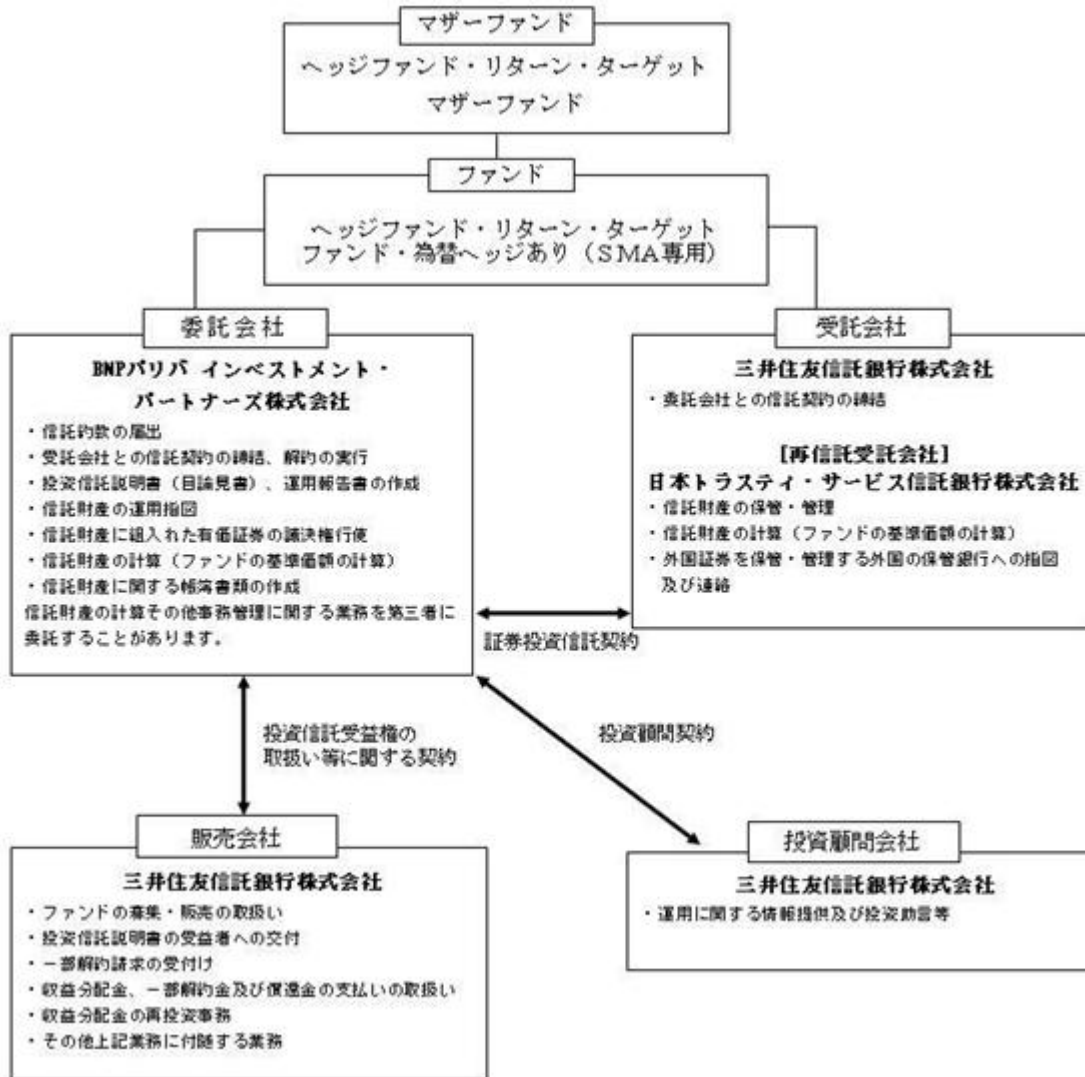 マザーファンド
ヘッジファンド・リターン・ターゲット
マザーファンド
ファンド
ヘッジファンド・リターン・ターゲット
ファンド・為替ヘッジあり(SMA専用)
委託会社
BNPパリバ インベストメント・
パートナーズ株式会社
・信託約款の届出
・受託会社との信託契約の締結、解約の実行
・投資信託説明書(目論見書)、運用報告書の作成
・信託財産の運用指図
・信託財産に組入れた有価証券の議決権行使
・信託財産の計算(ファンドの基準価額の計算)
・信託財産に関する帳簿書類の作成
信託財産の計算その他事務管理に関する業務を第三者に
委託することがあります。
受託会社
三井住友信託銀行株式会社
・委託会社との信託契約の締結
[再信託受託会社]
日本トラスティ・サービス信託銀行株式会社
・信託財産の保管・管理
・信託財産の計算(ファンドの基準価額の計算)
・外国証券を保管・管理する外国の保管銀行への指図
及び連絡
証券投資信託契約
投資信託受益権の
取扱い等に関する契約
投資顧問契約
販売会社
三井住友信託銀行株式会社
・ファンドの募集・販売の取扱い
・投資信託説明書の受益者への交付
・一部解約請求の受付け
・収益分配金、一部解約金及び償還金の支払いの取扱い
・収益分配金の再投資事務
・その他上記業務に付随する業務
投資顧問会社
三井住友信託銀行株式会社
・運用に関する情報提供及び投資助言等